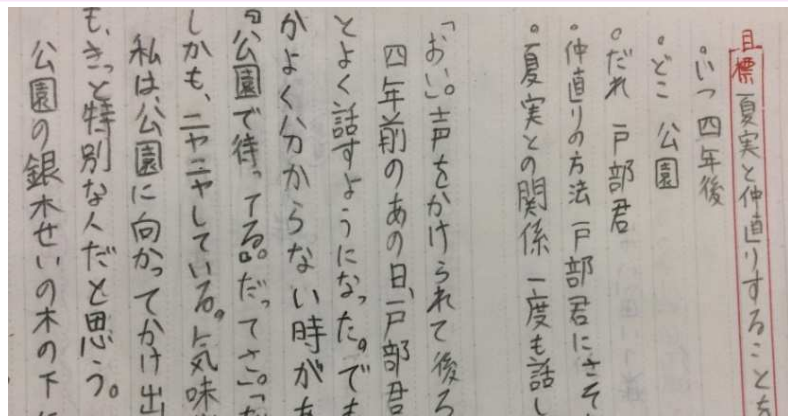 目標 夏実と仲直りすることを
。いつ 四年後
。どこ 公園
。だれ 戸部君
。仲直りの方法 戸部君にさそ
。夏実との関係 一度も話し
「おい。」声をかけられて後ろ
四年前のあの日、戸部君
とよく話すようになった。でも
かよく分からない時があ
『公園で待ってる。』だってさ。」
しかも、ニヤニヤしている。気味
私は、公園に向かってかけ出
も、きっと特別な人だと思う。
公園の銀木せいの木の下に